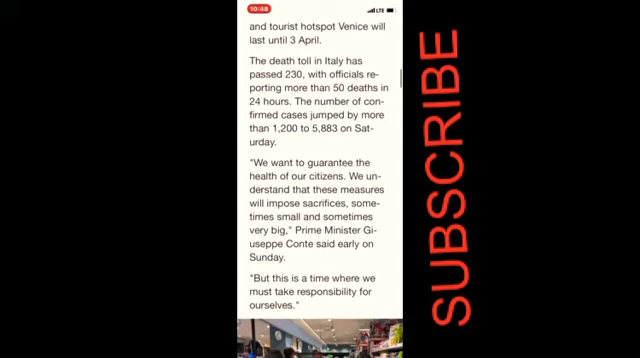 10:48
LTE
and tourist hotspot Venice will
last until 3 April.
The death toll in Italy has
passed 230, with officials re-
porting more than 50 deaths in
24 hours. The number of con-
firmed cases jumped by more
than 1,200 to 5,883 on Sat-
urday.
"We want to guarantee the
health of our citizens. We un-
derstand that these measures
will impose sacrifices, some-
times small and sometimes
very big," Prime Minister Gi-
useppe Conte said early on
Sunday.
"But this is a time where we
must take responsibility for
ourselves."
SUBSCRIBE